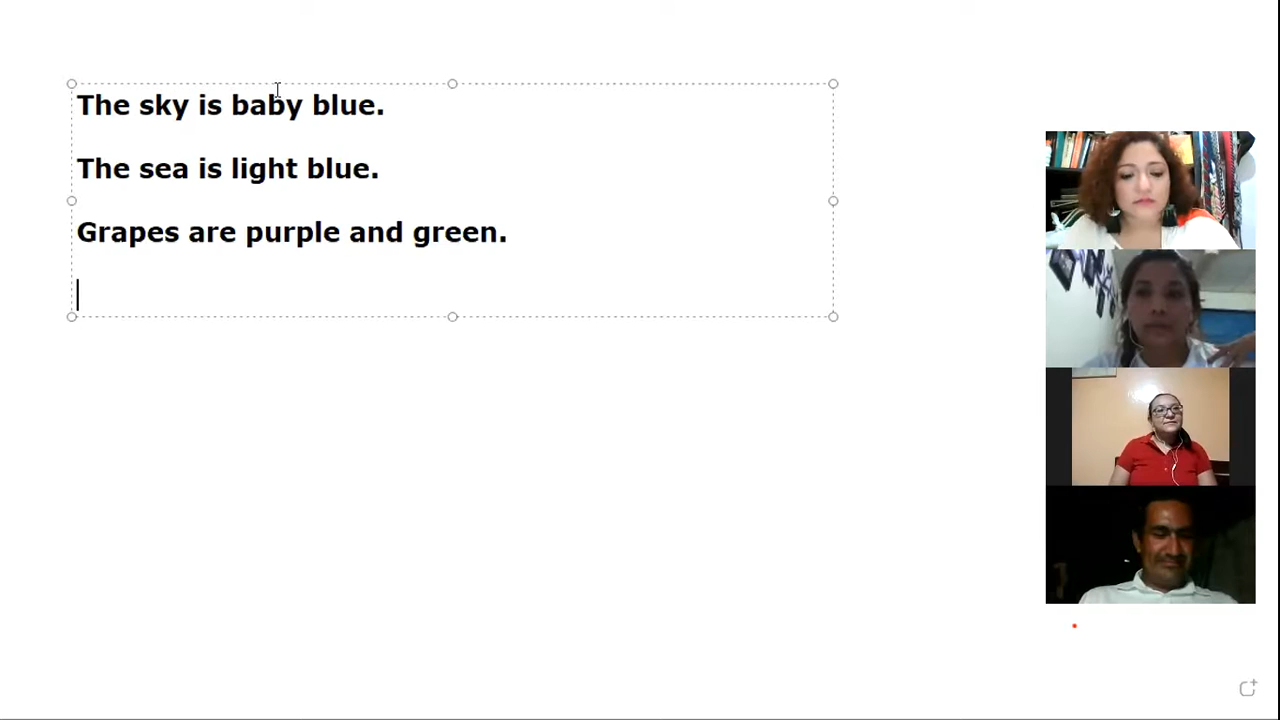 The sky is baby blue.
The sea is light blue.
Grapes are purple and green.